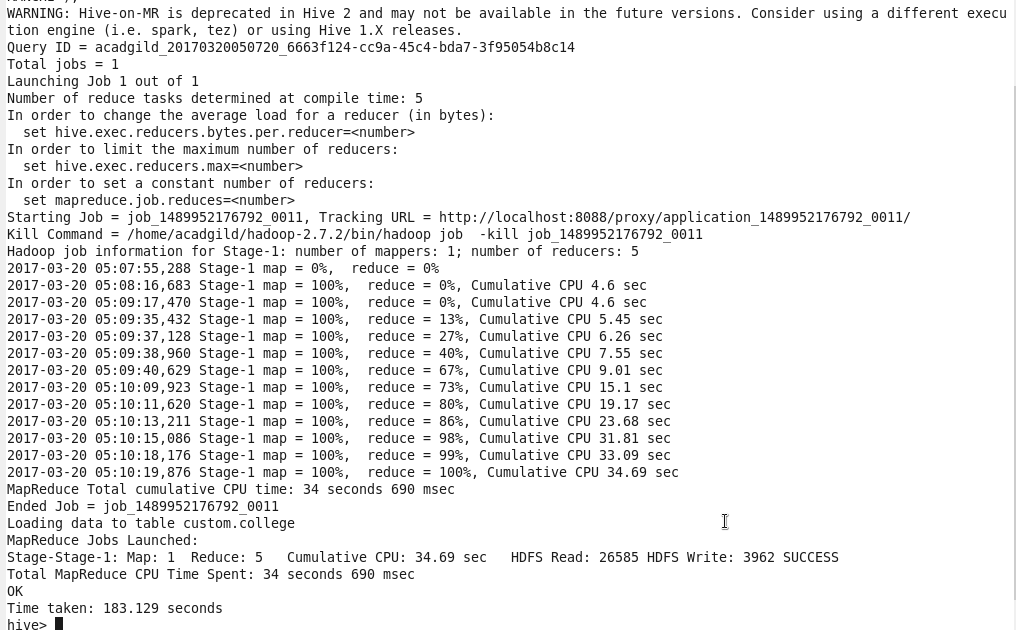 WARNING: Hive-on-MR is deprecated in Hive 2 and may not be available in the future versions. Consider using a different execu
tion engine (i.e. spark, tez) or using Hive 1.X releases.
Query ID = acadgild_20170320050720_6663f124-cc9a-45c4-bda7-3f95054b8c14
Total jobs = 1
Launching Job 1 out of 1
Number of reduce tasks determined at compile time: 5
In order to change the average load for a reducer (in bytes):
  set hive.exec.reducers.bytes.per.reducer=<number>
In order to limit the maximum number of reducers:
  set hive.exec.reducers.max=<number>
In order to set a constant number of reducers:
  set mapreduce.job.reduces=<number>
Starting Job = job_1489952176792_0011, Tracking URL = http://localhost:8088/proxy/application_1489952176792_0011/
Kill Command = /home/acadgild/hadoop-2.7.2/bin/hadoop job  -kill job_1489952176792_0011
Hadoop job information for Stage-1: number of mappers: 1; number of reducers: 5
2017-03-20 05:07:55,288 Stage-1 map = 0%,  reduce = 0%
2017-03-20 05:08:16,683 Stage-1 map = 100%,  reduce = 0%, Cumulative CPU 4.6 sec
2017-03-20 05:09:17,470 Stage-1 map = 100%,  reduce = 0%, Cumulative CPU 4.6 sec
2017-03-20 05:09:35,432 Stage-1 map = 100%,  reduce = 13%, Cumulative CPU 5.45 sec
2017-03-20 05:09:37,128 Stage-1 map = 100%,  reduce = 27%, Cumulative CPU 6.26 sec
2017-03-20 05:09:38,960 Stage-1 map = 100%,  reduce = 40%, Cumulative CPU 7.55 sec
2017-03-20 05:09:40,629 Stage-1 map = 100%,  reduce = 67%, Cumulative CPU 9.01 sec
2017-03-20 05:10:09,923 Stage-1 map = 100%,  reduce = 73%, Cumulative CPU 15.1 sec
2017-03-20 05:10:11,620 Stage-1 map = 100%,  reduce = 80%, Cumulative CPU 19.17 sec
2017-03-20 05:10:13,211 Stage-1 map = 100%,  reduce = 86%, Cumulative CPU 23.68 sec
2017-03-20 05:10:15,086 Stage-1 map = 100%,  reduce = 98%, Cumulative CPU 31.81 sec
2017-03-20 05:10:18,176 Stage-1 map = 100%,  reduce = 99%, Cumulative CPU 33.09 sec
2017-03-20 05:10:19,876 Stage-1 map = 100%,  reduce = 100%, Cumulative CPU 34.69 sec
MapReduce Total cumulative CPU time: 34 seconds 690 msec
Ended Job = job_1489952176792_0011
Loading data to table custom.college
MapReduce Jobs Launched:
Stage-Stage-1: Map: 1  Reduce: 5   Cumulative CPU: 34.69 sec   HDFS Read: 26585 HDFS Write: 3962 SUCCESS
Total MapReduce CPU Time Spent: 34 seconds 690 msec
OK
Time taken: 183.129 seconds
hive>